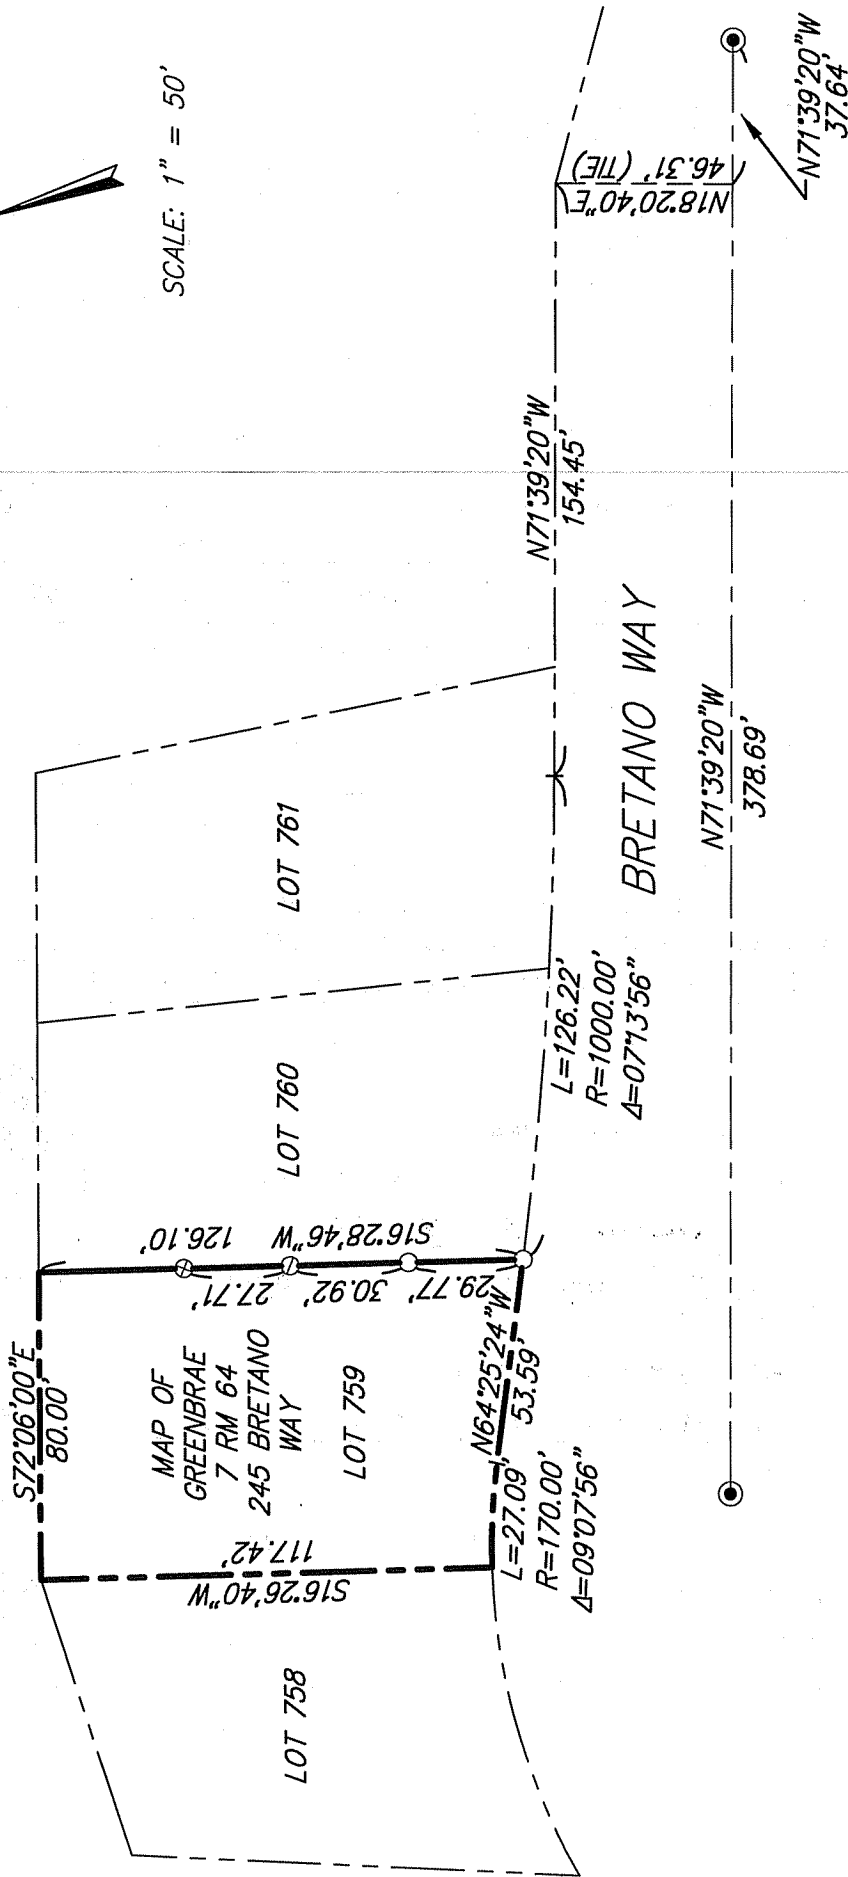 SCALE: 1" = 50'
S72°06'00"E
80.00'
MAP OF
GREENBRAE
7 RM 64
245 BRETANO
WAY
LOT 759
S16°26'40"W
117.42'
S16°28'46"W 126.10'
27.71'
30.92'
29.77'
N64°25'24"W
53.59'
L=27.09'
R=170.00'
Δ=09°07'56"
LOT 758
LOT 760
LOT 761
L=126.22'
R=1000.00'
Δ=07°13'56"
N71°39'20"W
154.45'
BRETANO WAY
N71°39'20"W
378.69'
N18°20'40"E
46.31' (TIE)
N71°39'20"W
37.64'